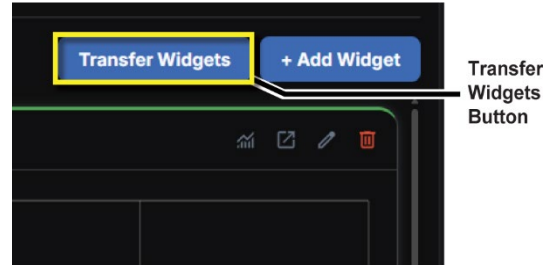 Transfer Widgets
+ Add Widget
Transfer
Widgets
Button